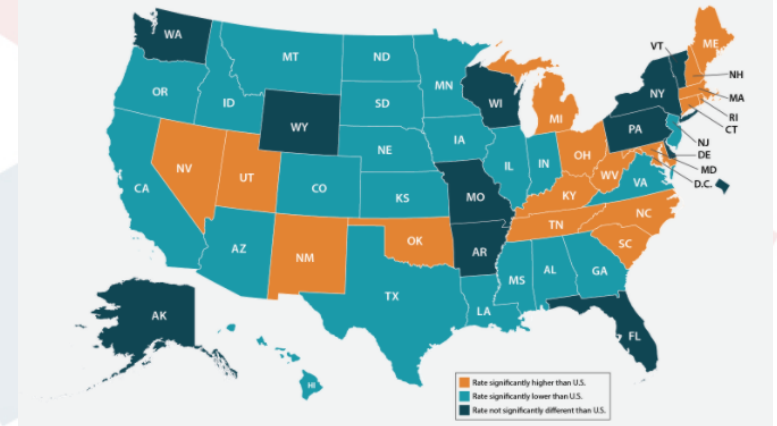 WA
MT
ND
VT
ME
OR
ID
SD
MN
WI
MI
NY
NH
MA
RI
CT
WY
NE
IA
PA
NJ
DE
MD
D.C.
NV
UT
CO
KS
MO
IL
IN
OH
WV
VA
KY
CA
AZ
NM
OK
AR
TN
NC
SC
TX
LA
MS
AL
GA
FL
AK
HI
Rate significantly higher than U.S.
Rate significantly lower than U.S.
Rate not significantly different than U.S.